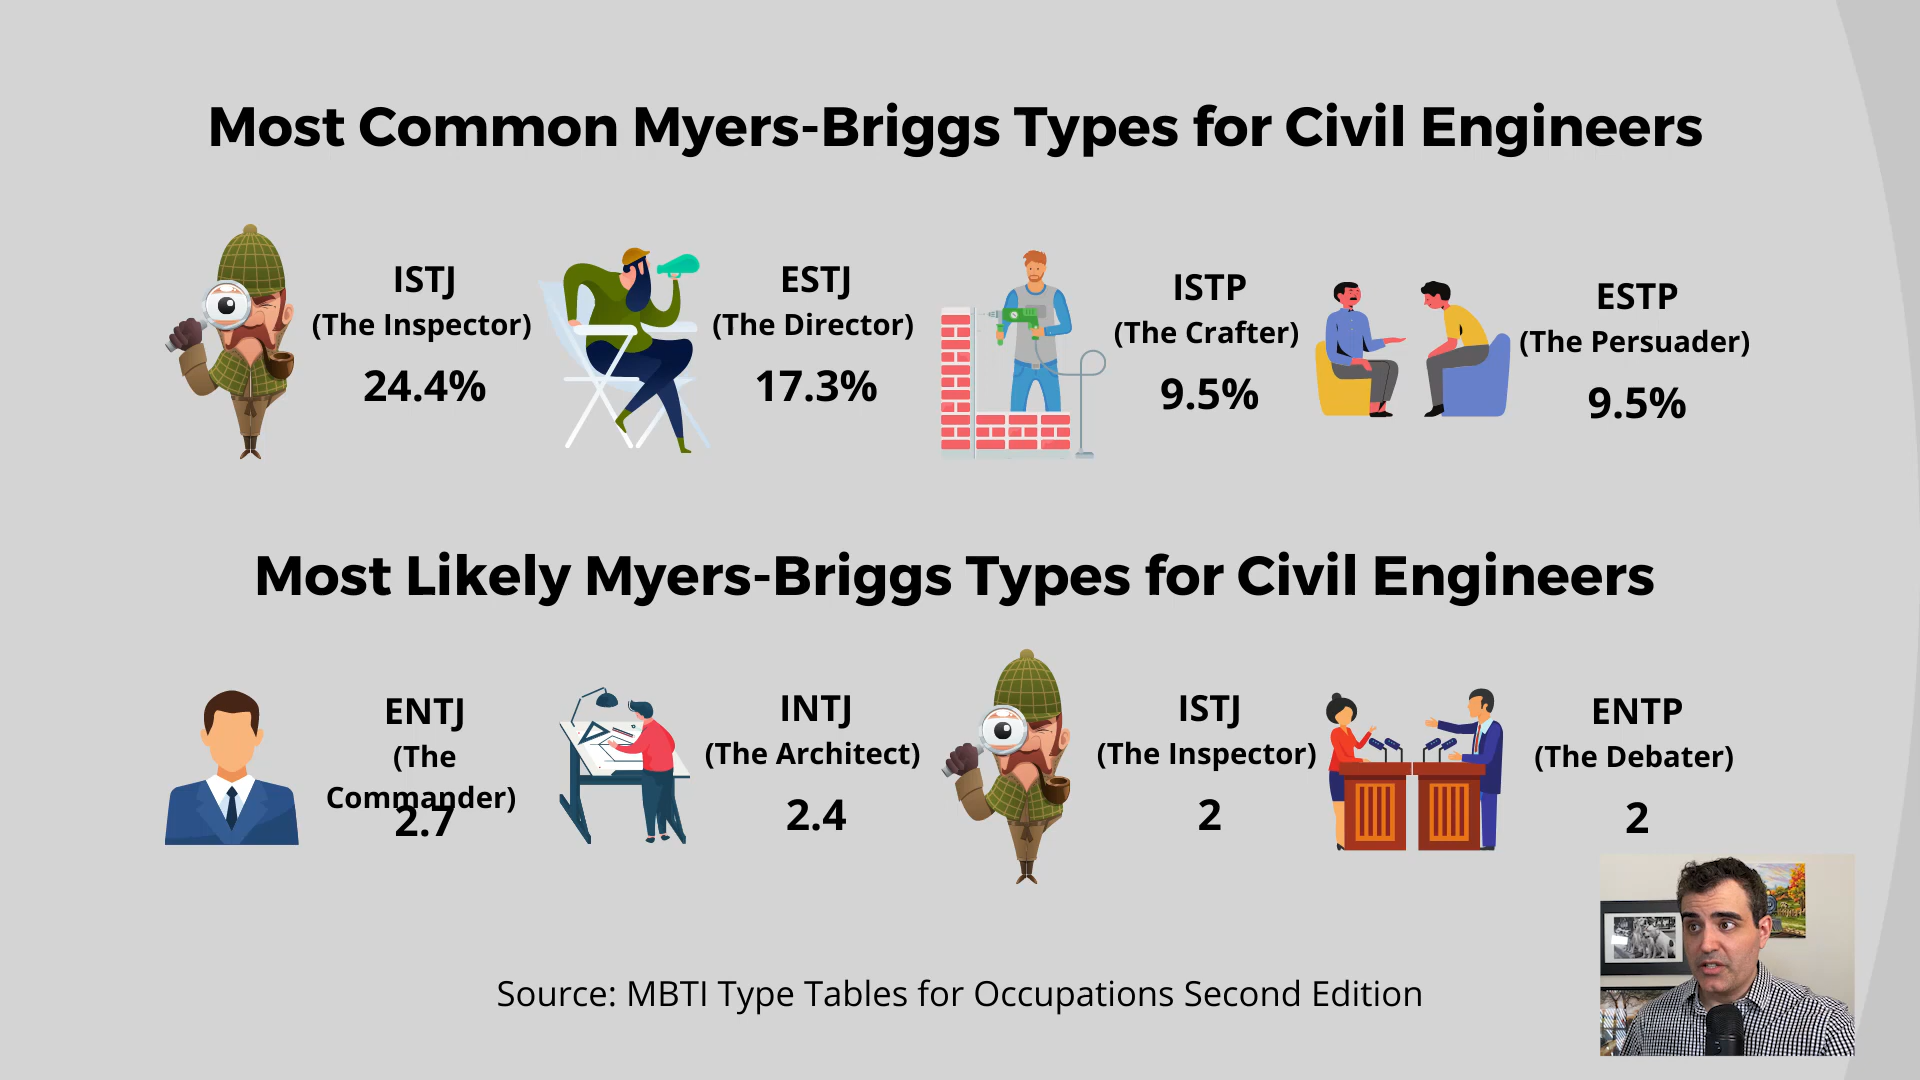 Most Common Myers-Briggs Types for Civil Engineers
ISTJ
(The Inspector)
24.4%
ESTJ
(The Director)
17.3%
ISTP
(The Crafter)
9.5%
ESTP
(The Persuader)
9.5%
Most Likely Myers-Briggs Types for Civil Engineers
ENTJ
(The
Commander)
2.7
INTJ
(The Architect)
2.4
ISTJ
(The Inspector)
2
ENTP
(The Debater)
2
Source: MBTI Type Tables for Occupations Second Edition